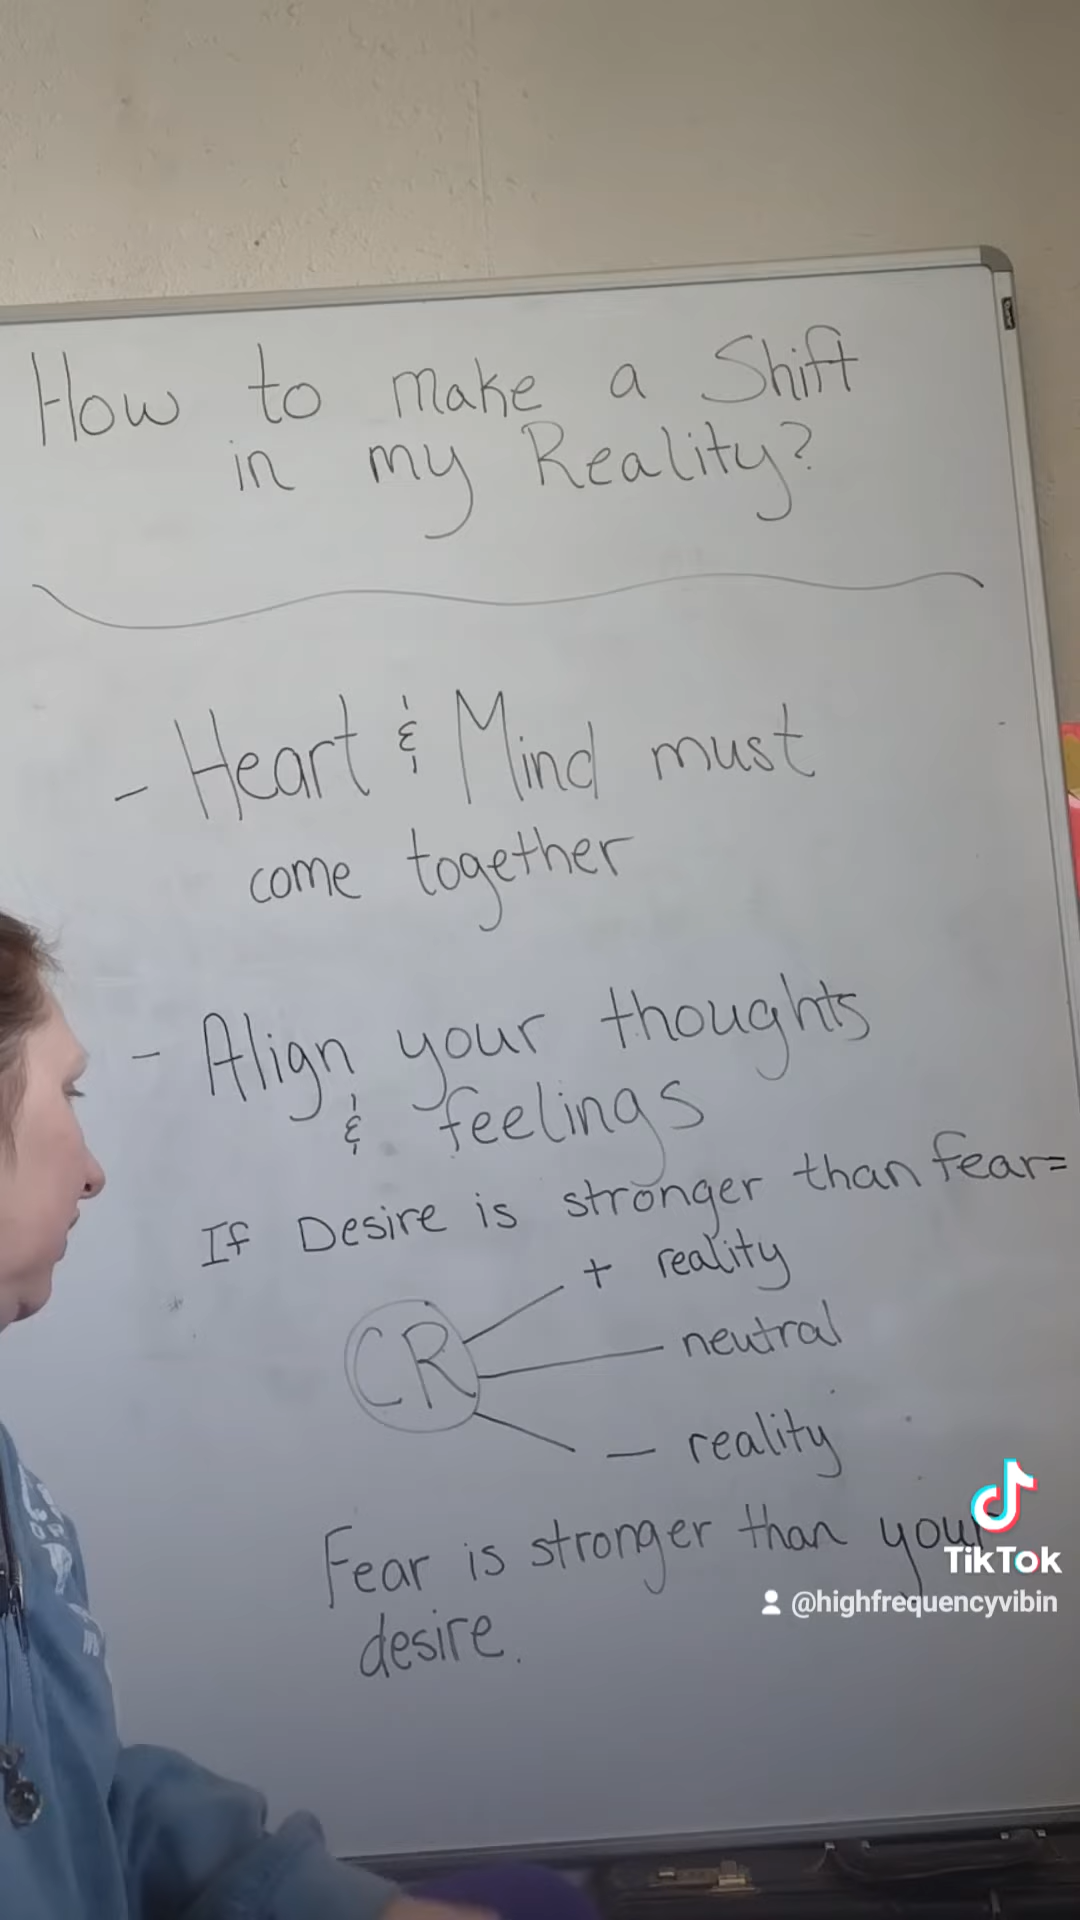 How to make a Shift
in my Reality?
- Heart & Mind must
come together
- Align your thoughts
& feelings
If Desire is stronger than fear=
+ reality
CR
neutral
- reality
Fear is stronger than your
desire.
TikTok
@highfrequencyvibin